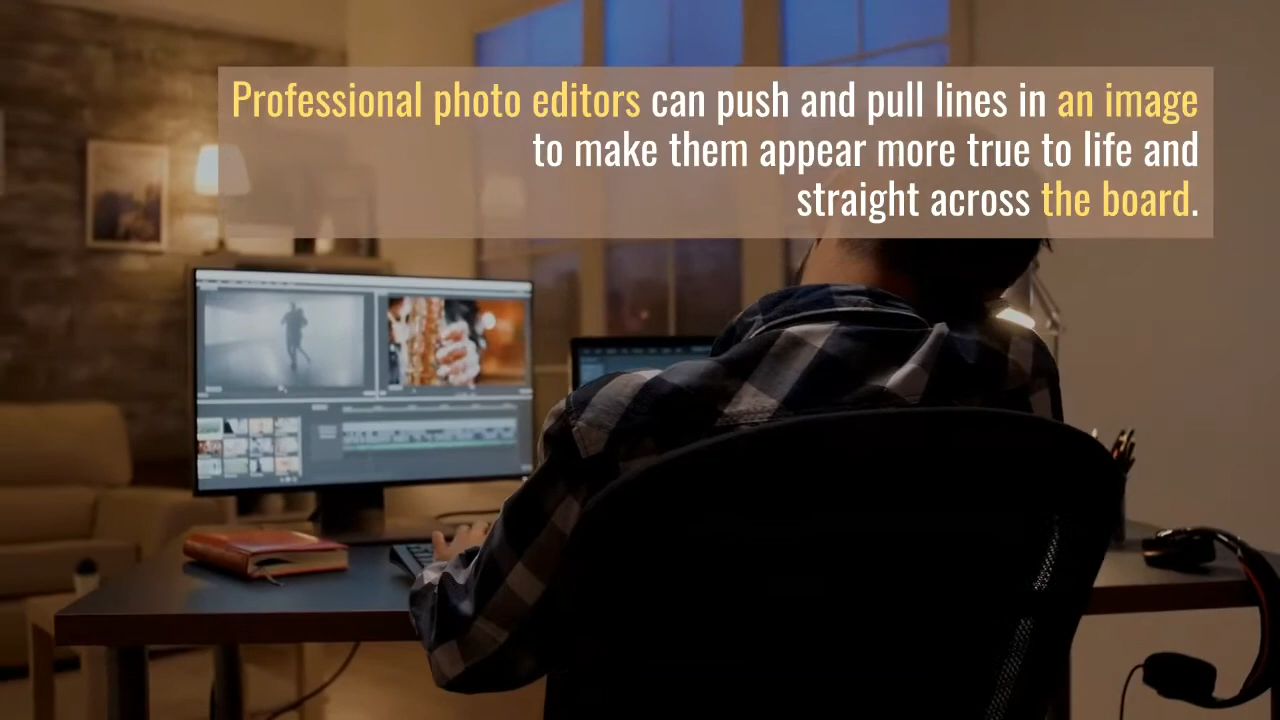 Professional photo editors can push and pull lines in an image
to make them appear more true to life and
straight across the board.